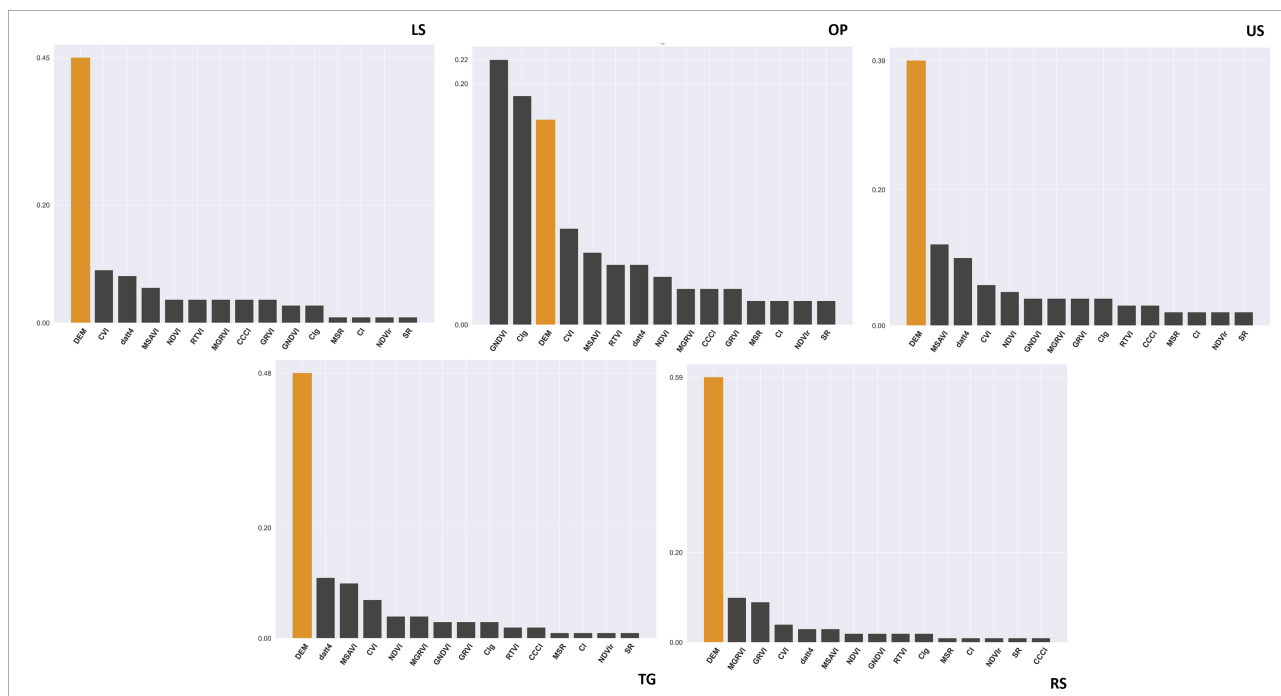 LS
0.45
0.20
0.00
DEM CVI datt4 MSAVI NDVI RTVI MGRVI CCCI GRVI GNDVI CIg MSR CI NDVIr SR
OP
0.22
0.20
0.00
GNDVI CIg DEM CVI MSAVI RTVI datt4 NDVI MGRVI CCCI GRVI MSR CI NDVIr SR
US
0.39
0.20
0.00
DEM MSAVI datt4 CVI NDVI GNDVI MGRVI GRVI CIg RTVI CCCI MSR CI NDVIr SR
0.48
0.20
0.00
DEM datt4 MSAVI CVI NDVI MGRVI GNDVI GRVI CIg RTVI CCCI MSR CI NDVIr SR
TG
0.59
0.20
0.00
DEM MGRVI GRVI CVI datt4 MSAVI NDVI GNDVI RTVI CIg MSR CI NDVIr SR CCCI
RS